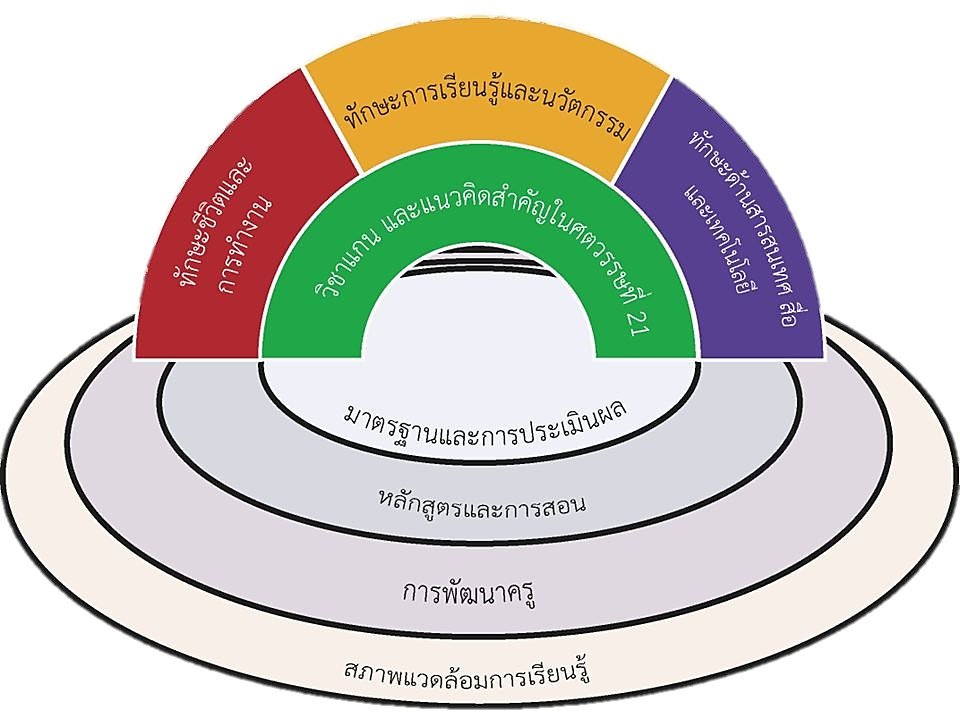 ทักษะการเรียนรู้และนวัตกรรม
ทักษะชีวิตและ
การทำงาน
วิชาแกน และแนวคิดสำคัญในศตวรรษที่ 21
ทักษะด้านสารสนเทศ สื่อ
และเทคโนโลยี
มาตรฐานและการประเมินผล
หลักสูตรและการสอน
การพัฒนาครู
สภาพแวดล้อมการเรียนรู้